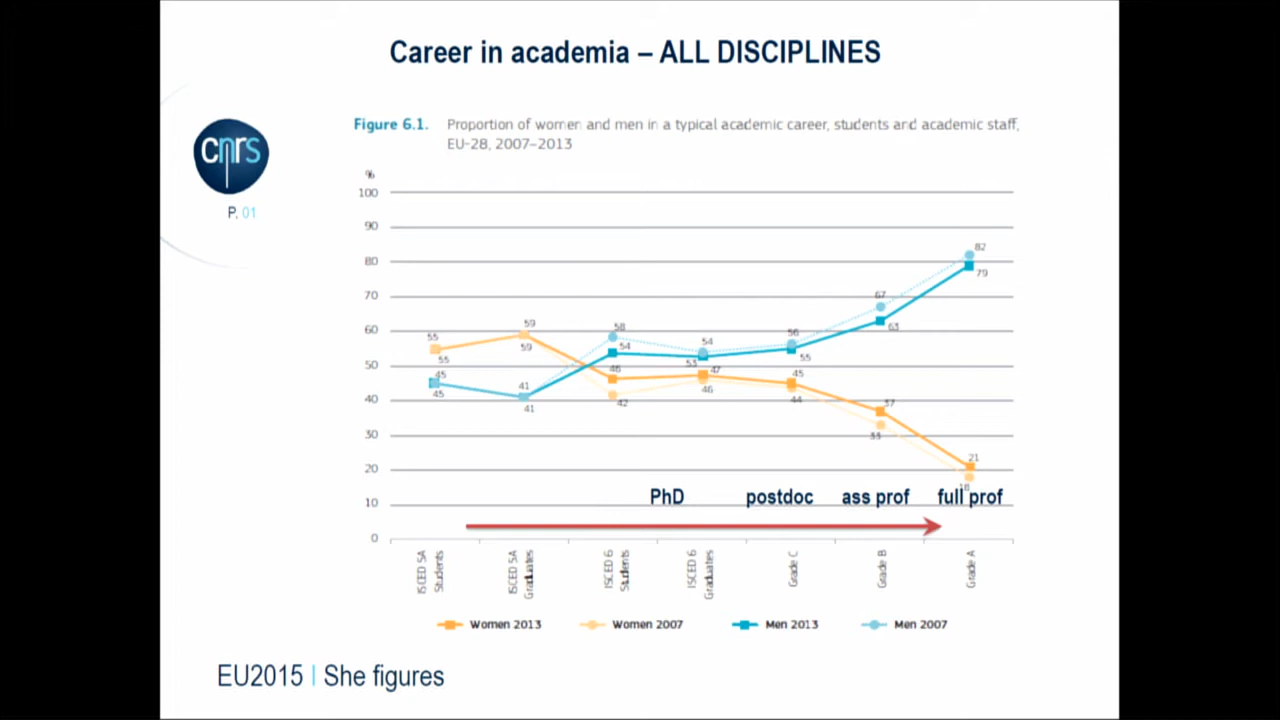 Career in academia – ALL DISCIPLINES
cnrs
P. 01
Figure 6.1. Proportion of women and men in a typical academic career, students and academic staff,
EU-28, 2007–2013
%
100
90
80
70
60
50
40
30
20
10
0
55
55
45
45
59
59
41
41
58
54
46
42
54
53
47
46
56
55
45
44
67
63
37
33
82
79
21
18
PhD postdoc ass prof full prof
ISCED 5A
Students
ISCED 5A
Graduates
ISCED 6
Students
ISCED 6
Graduates
Grade C
Grade B
Grade A
Women 2013 Women 2007 Men 2013 Men 2007
EU2015 | She figures